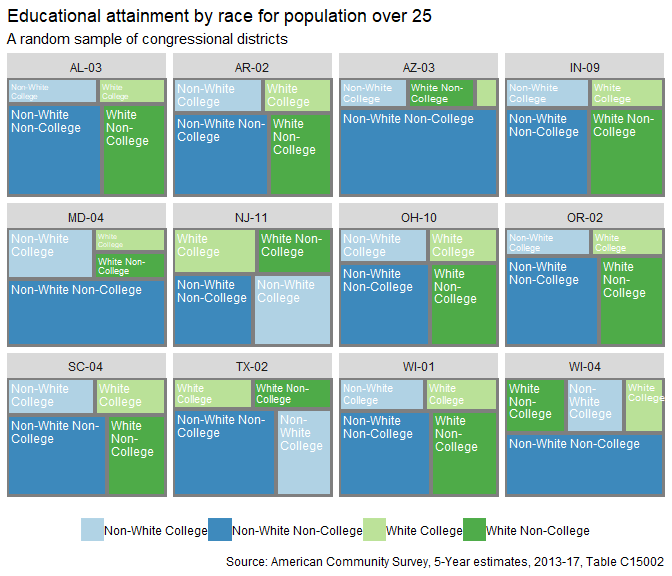 Educational attainment by race for population over 25
A random sample of congressional districts
AL-03
AR-02
AZ-03
IN-09
Non-White
College
White
College
Non-White
Non-College
White
Non-
College
Non-White
College
White
College
Non-White Non-
College
White
Non-
College
Non-White
College
White Non-
College
Non-White Non-College
Non-White
College
White
College
Non-White
Non-College
White Non-
College
MD-04
NJ-11
OH-10
OR-02
Non-White
College
White
College
White Non-
College
Non-White Non-College
White
College
White Non-
College
Non-White
Non-College
Non-White
College
Non-White
College
White
College
Non-White
Non-College
White
Non-
College
Non-White
College
White
College
Non-White
Non-College
White
Non-
College
SC-04
TX-02
WI-01
WI-04
Non-White
College
White
College
Non-White Non-
College
White
Non-
College
White
College
White Non-
College
Non-White Non-
College
Non-
White
College
Non-White
College
White
College
Non-White
Non-College
White
Non-
College
White
Non-
College
Non-
White
College
White
College
Non-White Non-College
Non-White College Non-White Non-College White College White Non-College
Source: American Community Survey, 5-Year estimates, 2013-17, Table C15002